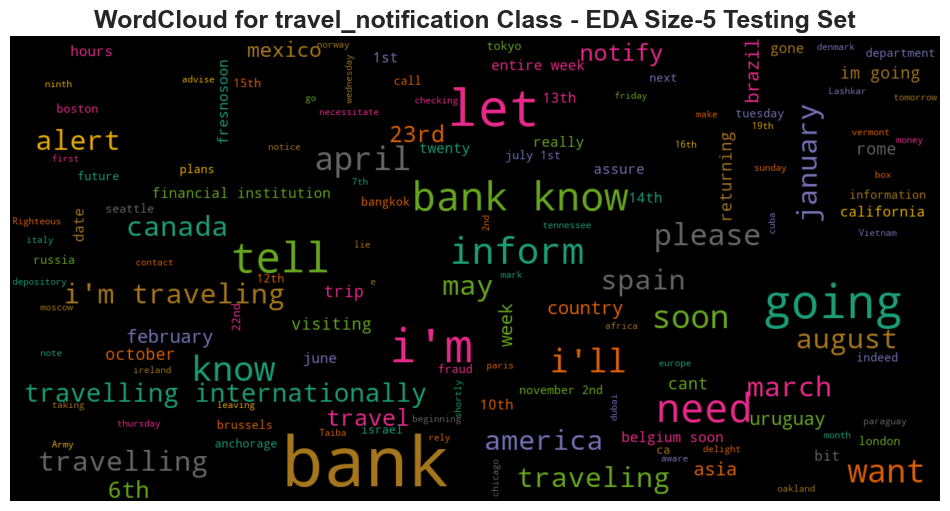 WordCloud for travel_notification Class - EDA Size-5 Testing Set
hours
mexico
norway
1st
tokyo
entire week
notify
brazil
gone
denmark
department
ninth
advise
15th
wednesday
call
next
im going
fresnosoon
go
checking
friday
Lashkar
tomorrow
boston
necessitate
let
13th
make
tuesday
january
alert
23rd
19th
vermont
money
first
notice
april
twenty
really
16th
returning
rome
future
plans
july 1st
assure
sunday
box
financial institution
7th
bank know
14th
information
seattle
bangkok
california
Righteous
date
canada
2nd
tennessee
please
cuba
Vietnam
italy
tell
lie
inform
russia
contact
12th
e
mark
spain
depository
i'm traveling
trip
may
going
moscow
22nd
week
country
soon
visiting
africa
february
june
i'm
august
note
october
know
fraud
paris
i'll
europe
indeed
ireland
travelling internationally
shortly
november 2nd
cant
march
taking
leaving
10th
dubai
need
thursday
brussels
travel
beginning
uruguay
paraguay
Army
anchorage
Taiba
israel
rely
america
belgium soon
month
london
travelling
bank
chicago
ca
aware
delight
bit
6th
traveling
asia
want
oakland